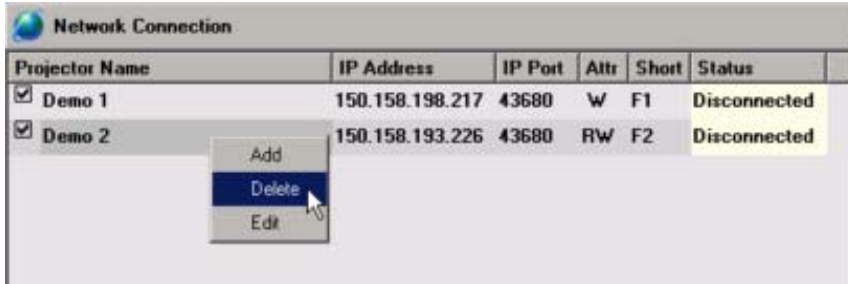 Network Connection
Projector Name IP Address IP Port Attr Short Status
Demo 1 150.158.198.217 43680 W F1 Disconnected
Demo 2 150.158.193.226 43680 RW F2 Disconnected
Add
Delete
Edit